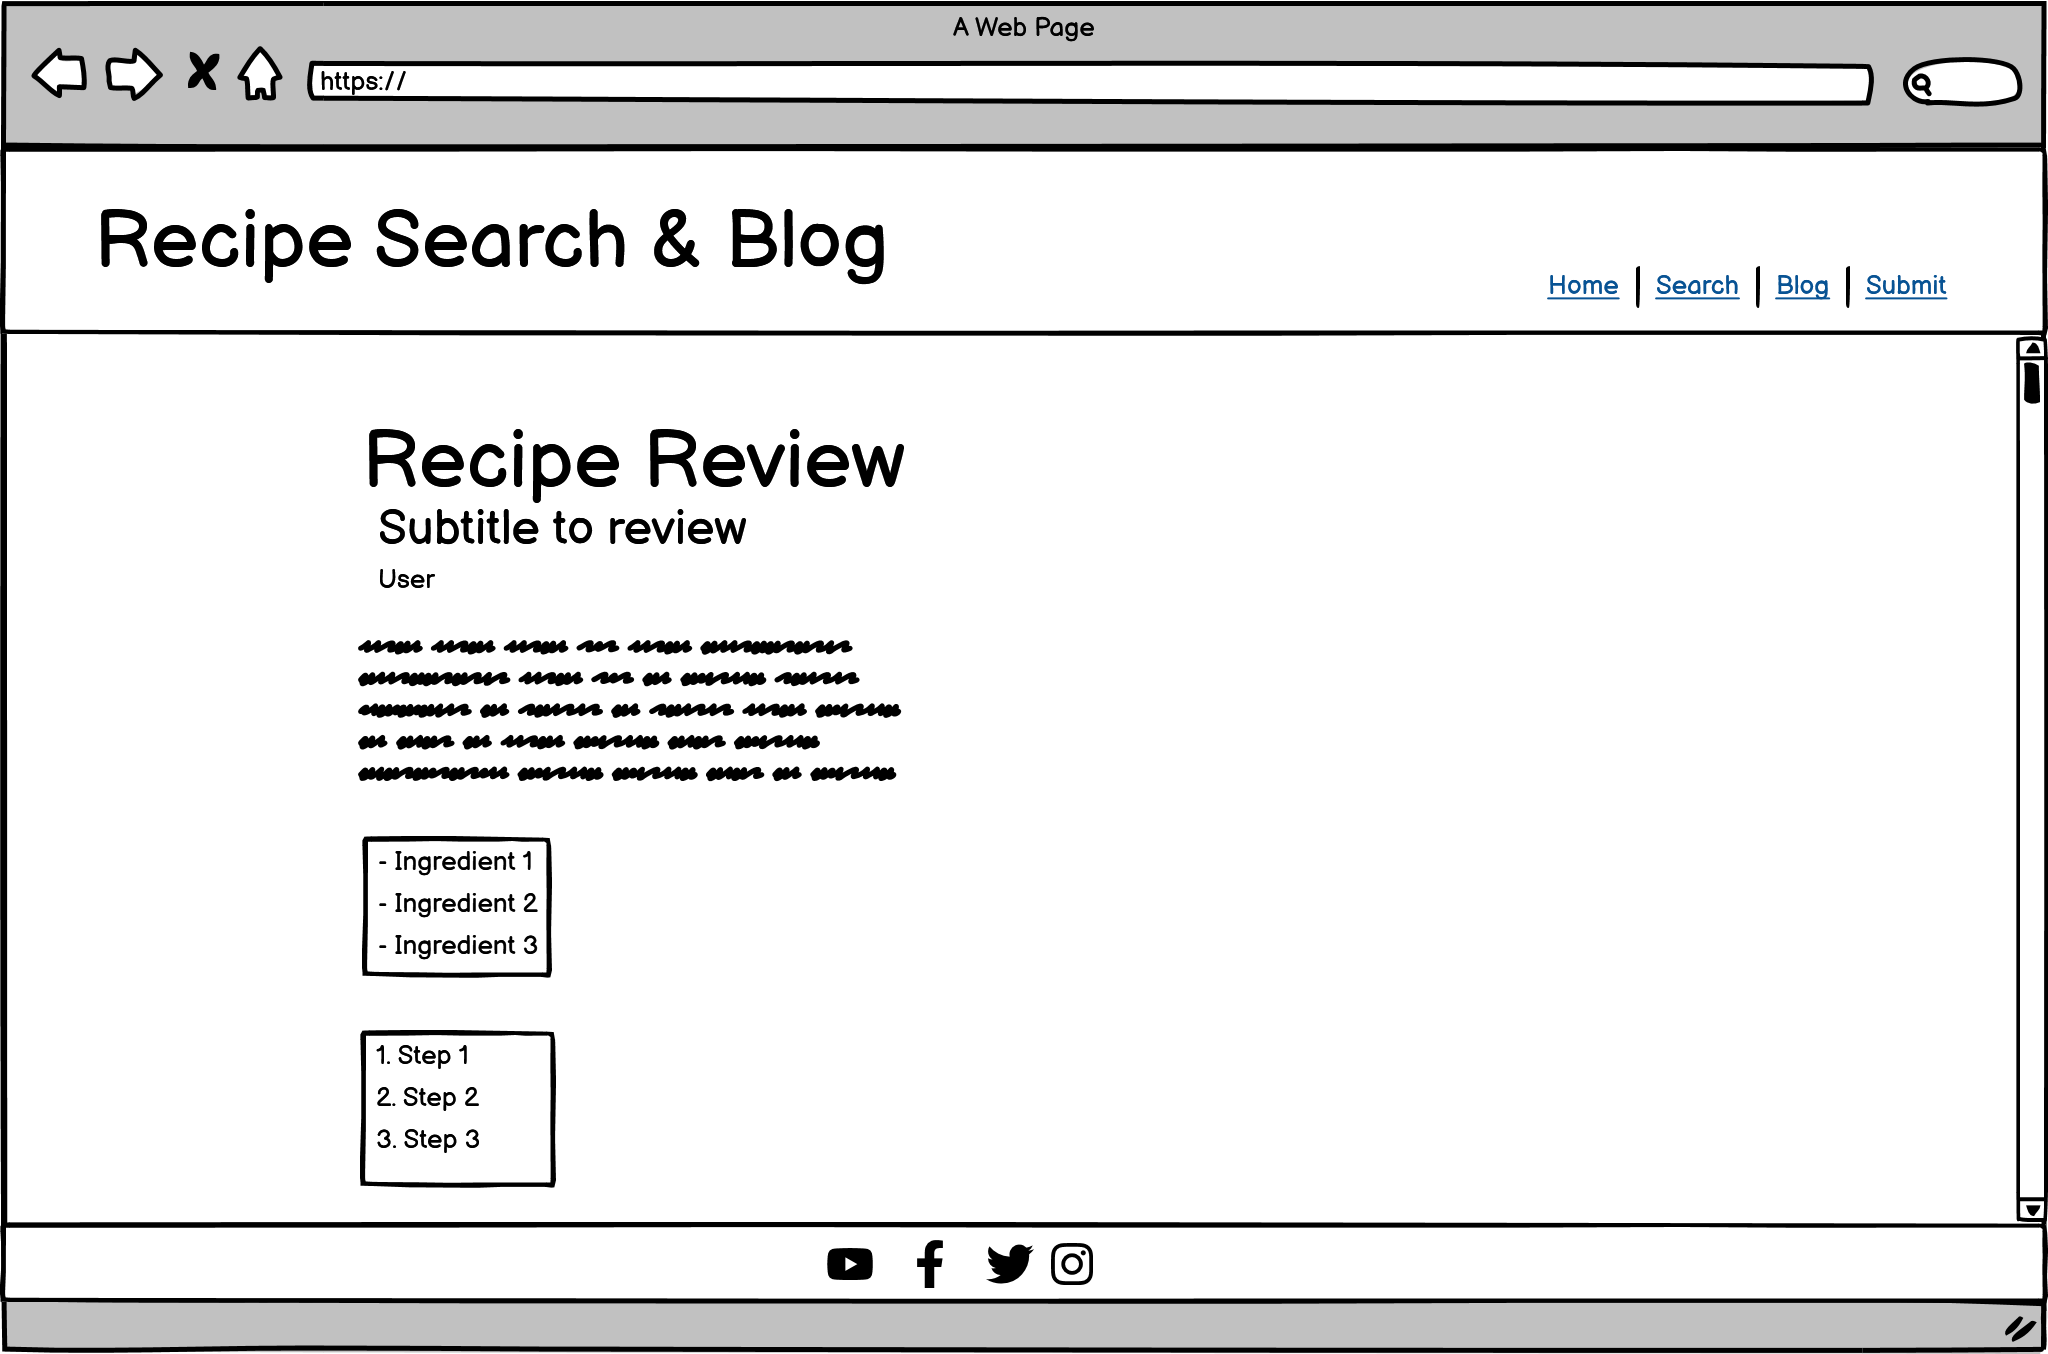 A Web Page
https://
Recipe Search & Blog
Home | Search | Blog | Submit
Recipe Review
Subtitle to review
User
- Ingredient 1
- Ingredient 2
- Ingredient 3
1. Step 1
2. Step 2
3. Step 3